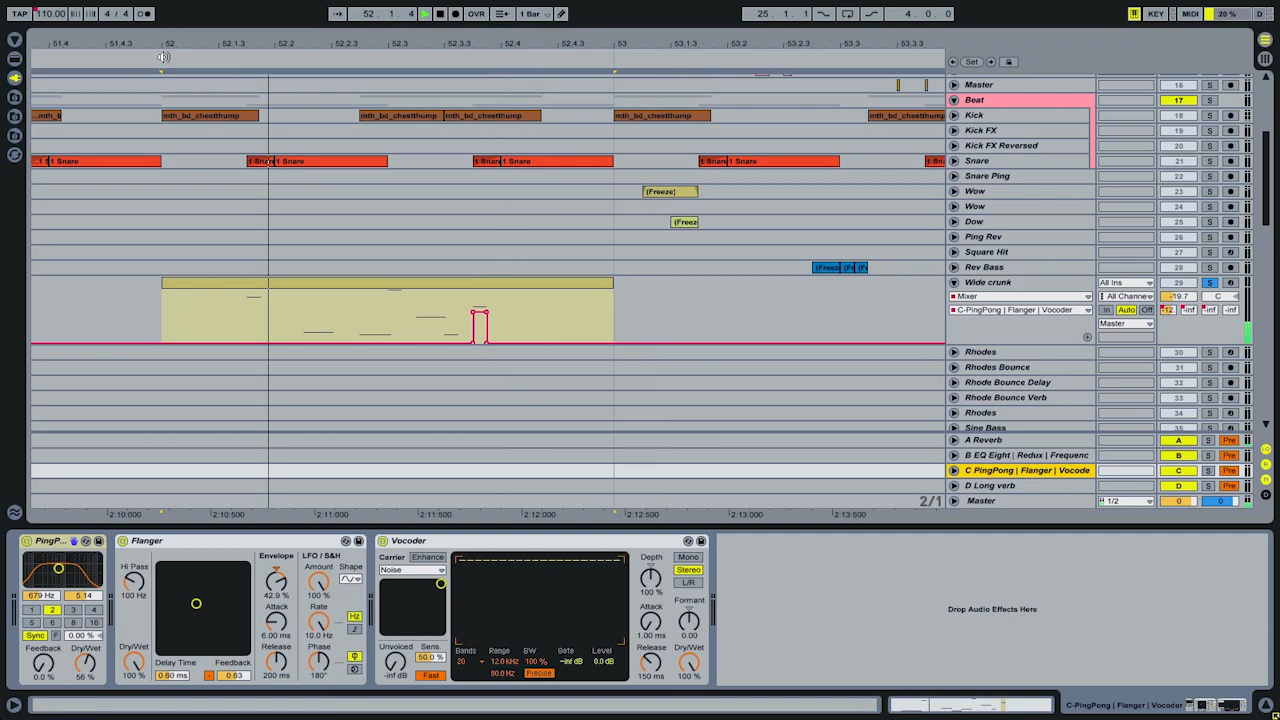 TAP 110.00 4 / 4 52. 1. 4 OVR 1 Bar 25. 1. 1 4. 0. 0 KEY MIDI 20 % D
51.4 51.4.3 52 52.1.3 52.2 52.2.3 52.3 52.3.3 52.4 52.4.3 53 53.1.3 53.2 53.2.3 53.3 53.3.3
Set
Master 16 S
Beat 17 S
mth_bd_chestthump mth_bd_chestthump mth_bd_chestthump mth_bd_chestthump mth_bd_chestthum Kick 18 S
Kick FX 19 S
Kick FX Reversed 20 S
1 Snare 1 Snare 1 Snare 1 Snare Snare 21 S
Snare Ping 22 S
(Freeze) Wow 23 S
Wow 24 S
(Freez Dow 25 S
Ping Rev 26 S
Square Hit 27 S
(Freez (Fr (F Rev Bass 28 S
Wide crunk All Ins 29 S
Mixer All Channe -19.7 C
C-PingPong | Flanger | Vocoder In Auto Off -12. -inf -inf -inf
Master
Rhodes 30 S
Rhodes Bounce 31 S
Rhode Bounce Delay 32 S
Rhode Bounce Verb 33 S
Rhodes 34 S
Sine Bass 35 S
A Reverb A S Pre
B EQ Eight | Redux | Frequenc B S Pre
C PingPong | Flanger | Vocode C S Pre
D Long verb D S Pre
2/1 Master 1/2 0 0
2:10:000 2:10:500 2:11:000 2:11:500 2:12:000 2:12:500 2:13:000 2:13:500
PingP...
679 Hz 5.14
1 2 3 4
5 6 8 16
Sync F 0.00 %
Feedback Dry/Wet
0.0 % 56 %
Flanger
Hi Pass
100 Hz
Dry/Wet
100 %
Delay Time Feedback
0.60 ms 0.63
Envelope
42.9 %
Attack
6.00 ms
Release
200 ms
LFO / S&H
Amount Shape
100 %
Rate Hz
10.0 Hz
Phase
180°
Vocoder
Carrier Enhance
Noise
Unvoiced Sens.
50.0 %
-inf dB Fast
Bands Range BW Gate Level
20 12.0 kHz 100 % -inf dB 0.0 dB
80.0 Hz Precise
Depth
100 %
Attack
1.00 ms
Release
150 ms
Mono
Stereo
L/R
Formant
0.00
Dry/Wet
100 %
Drop Audio Effects Here
C-PingPong | Flanger | Vocoder